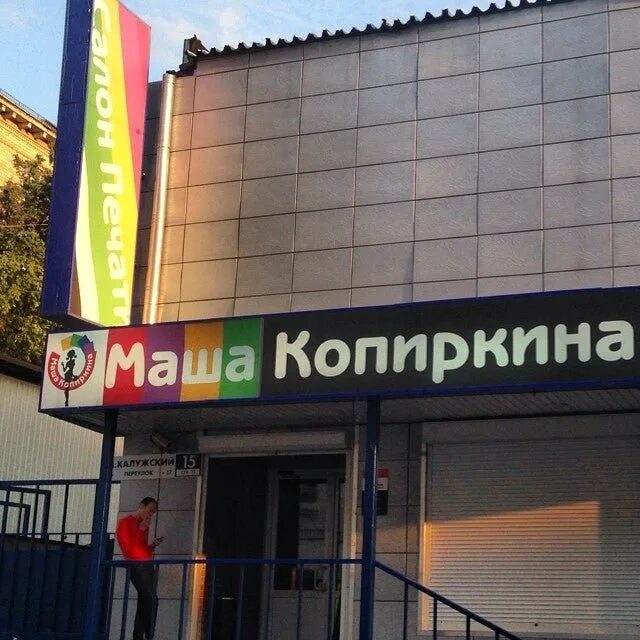 Салон Печати
Маша Копиркина
Маша Копиркина
.КАЛУЖСКИЙ 15
ПЕРЕУЛОК